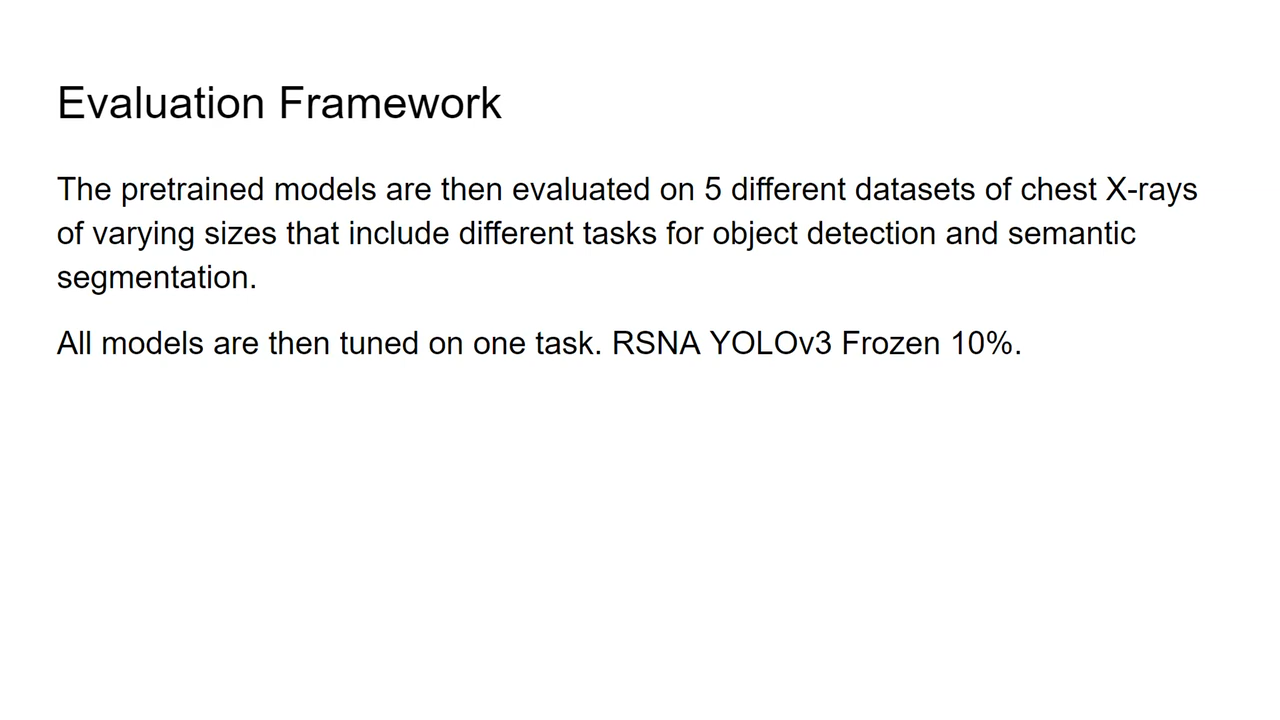 Evaluation Framework
The pretrained models are then evaluated on 5 different datasets of chest X-rays
of varying sizes that include different tasks for object detection and semantic
segmentation.
All models are then tuned on one task. RSNA YOLOv3 Frozen 10%.